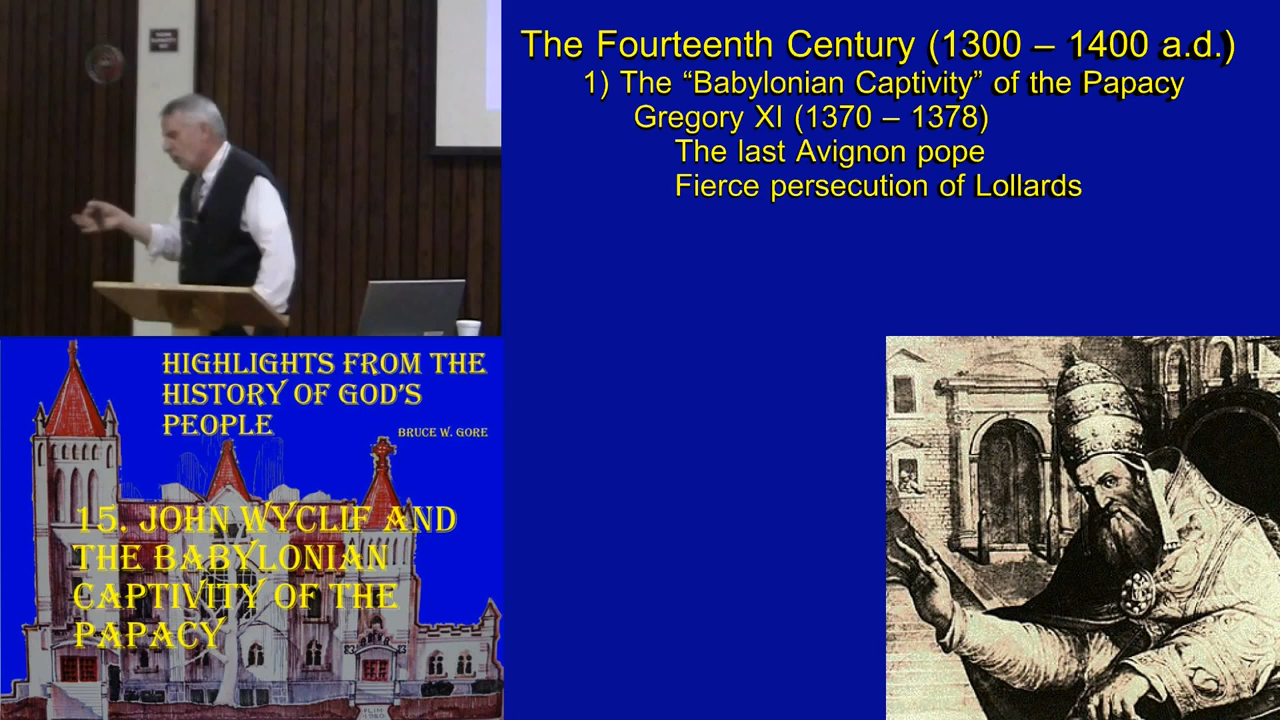 The Fourteenth Century (1300 – 1400 a.d.)
1) The “Babylonian Captivity” of the Papacy
Gregory XI (1370 – 1378)
The last Avignon pope
Fierce persecution of Lollards
HIGHLIGHTS FROM THE
HISTORY OF GOD'S
PEOPLE
BRUCE W. GORE
15. JOHN WYCLIF AND
THE BABYLONIAN
CAPTIVITY OF THE
PAPACY